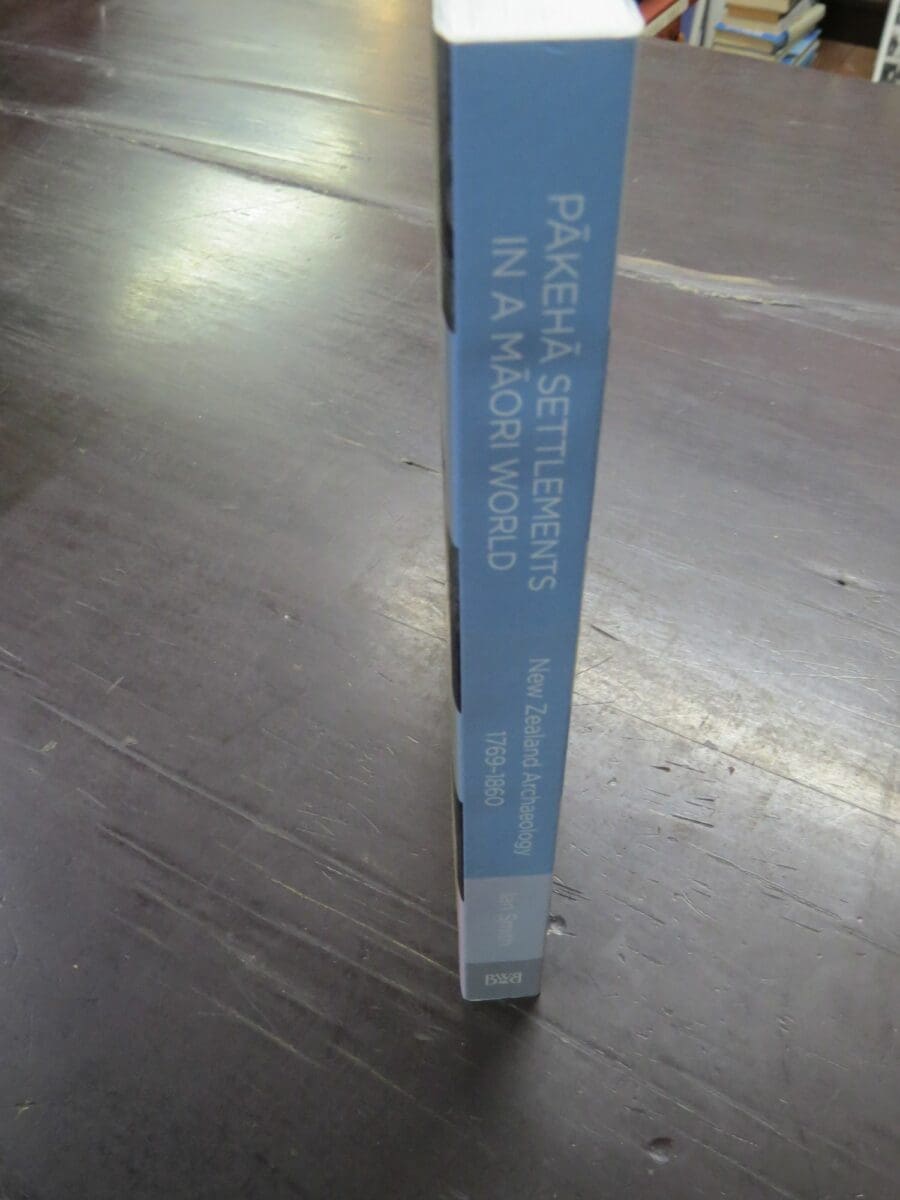 PĀKEHĀ SETTLEMENTS
IN A MĀORI WORLD
New Zealand Archaeology
1769–1860
Ian Smith
BWB